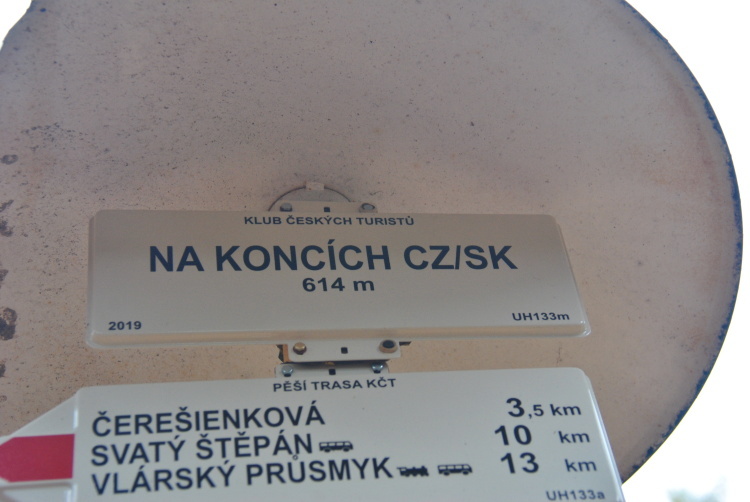 KLUB ČESKÝCH TURISTŮ
NA KONCÍCH CZ/SK
614 m
2019 UH133m
PĚŠÍ TRASA KČT
ČEREŠIENKOVÁ 3,5 km
SVATÝ ŠTĚPÁN 10 km
VLÁRSKÝ PRŮSMYK 13 km
UH133a